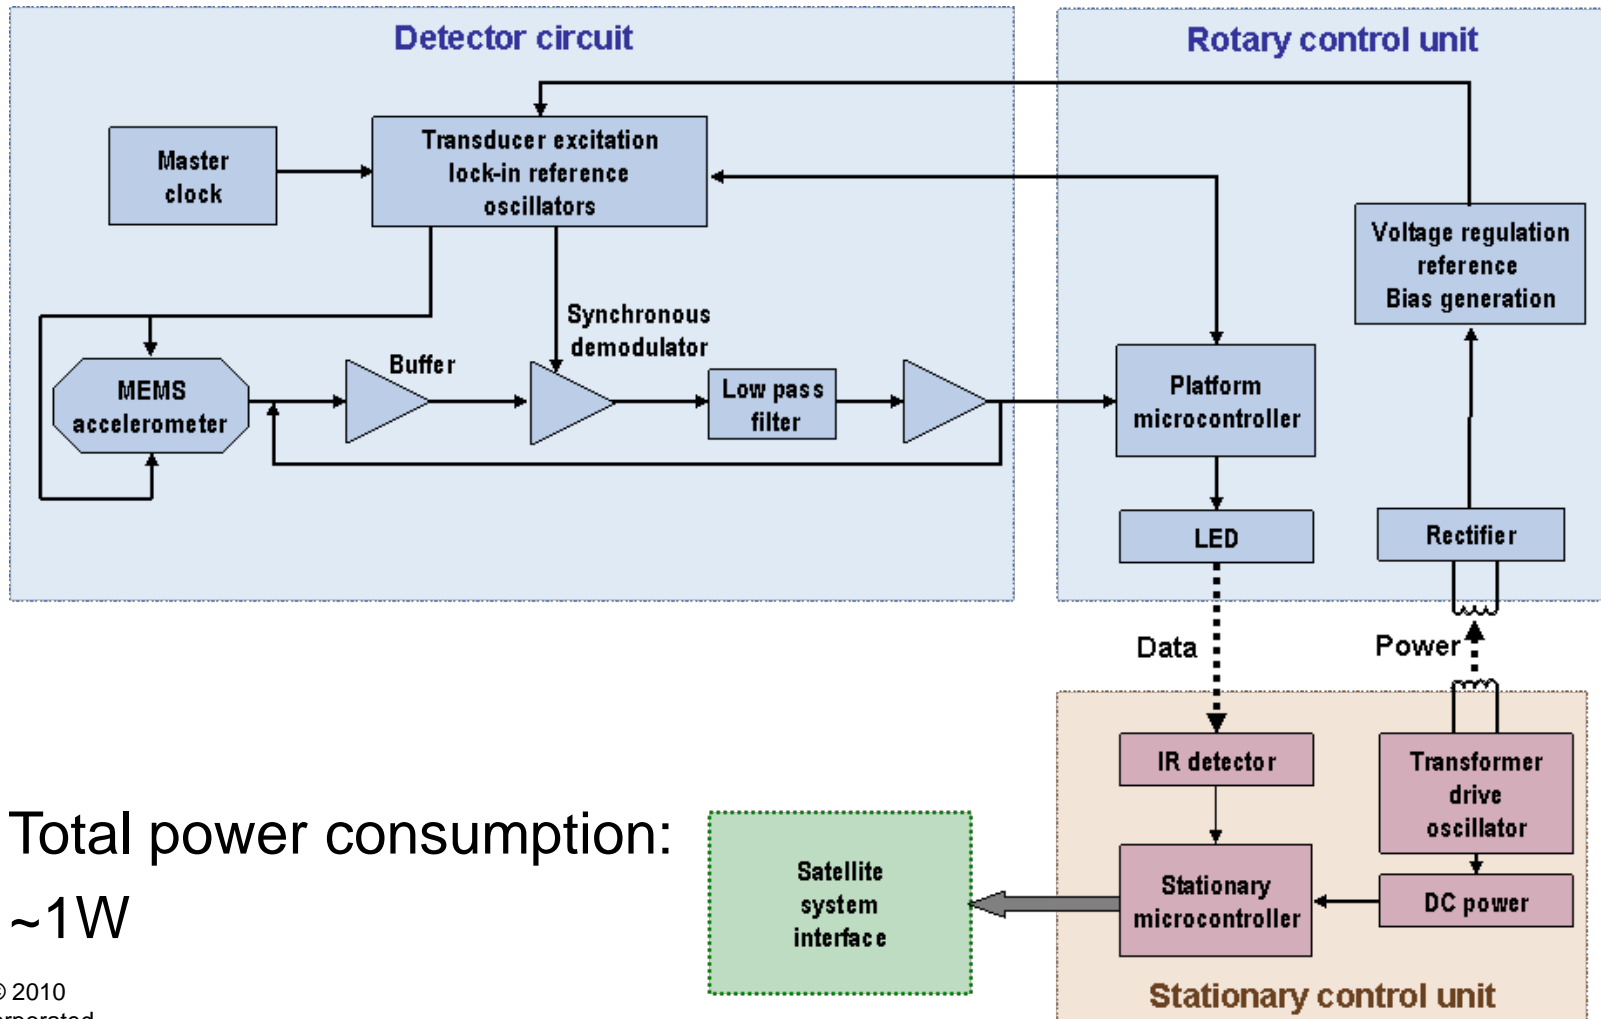 Detector circuit
Rotary control unit
Master
clock
Transducer excitation
lock-in reference
oscillators
Voltage regulation
reference
Bias generation
Synchronous
demodulator
Buffer
MEMS
accelerometer
Low pass
filter
Platform
microcontroller
LED
Rectifier
Data
Power
IR detector
Transformer
drive
oscillator
Total power consumption:
~1W
Satellite
system
interface
Stationary
microcontroller
DC power
Stationary control unit
© 2010